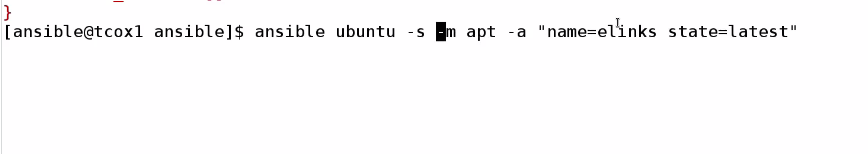 }
[ansible@tcox1 ansible]$ ansible ubuntu -s -m apt -a "name=elinks state=latest"